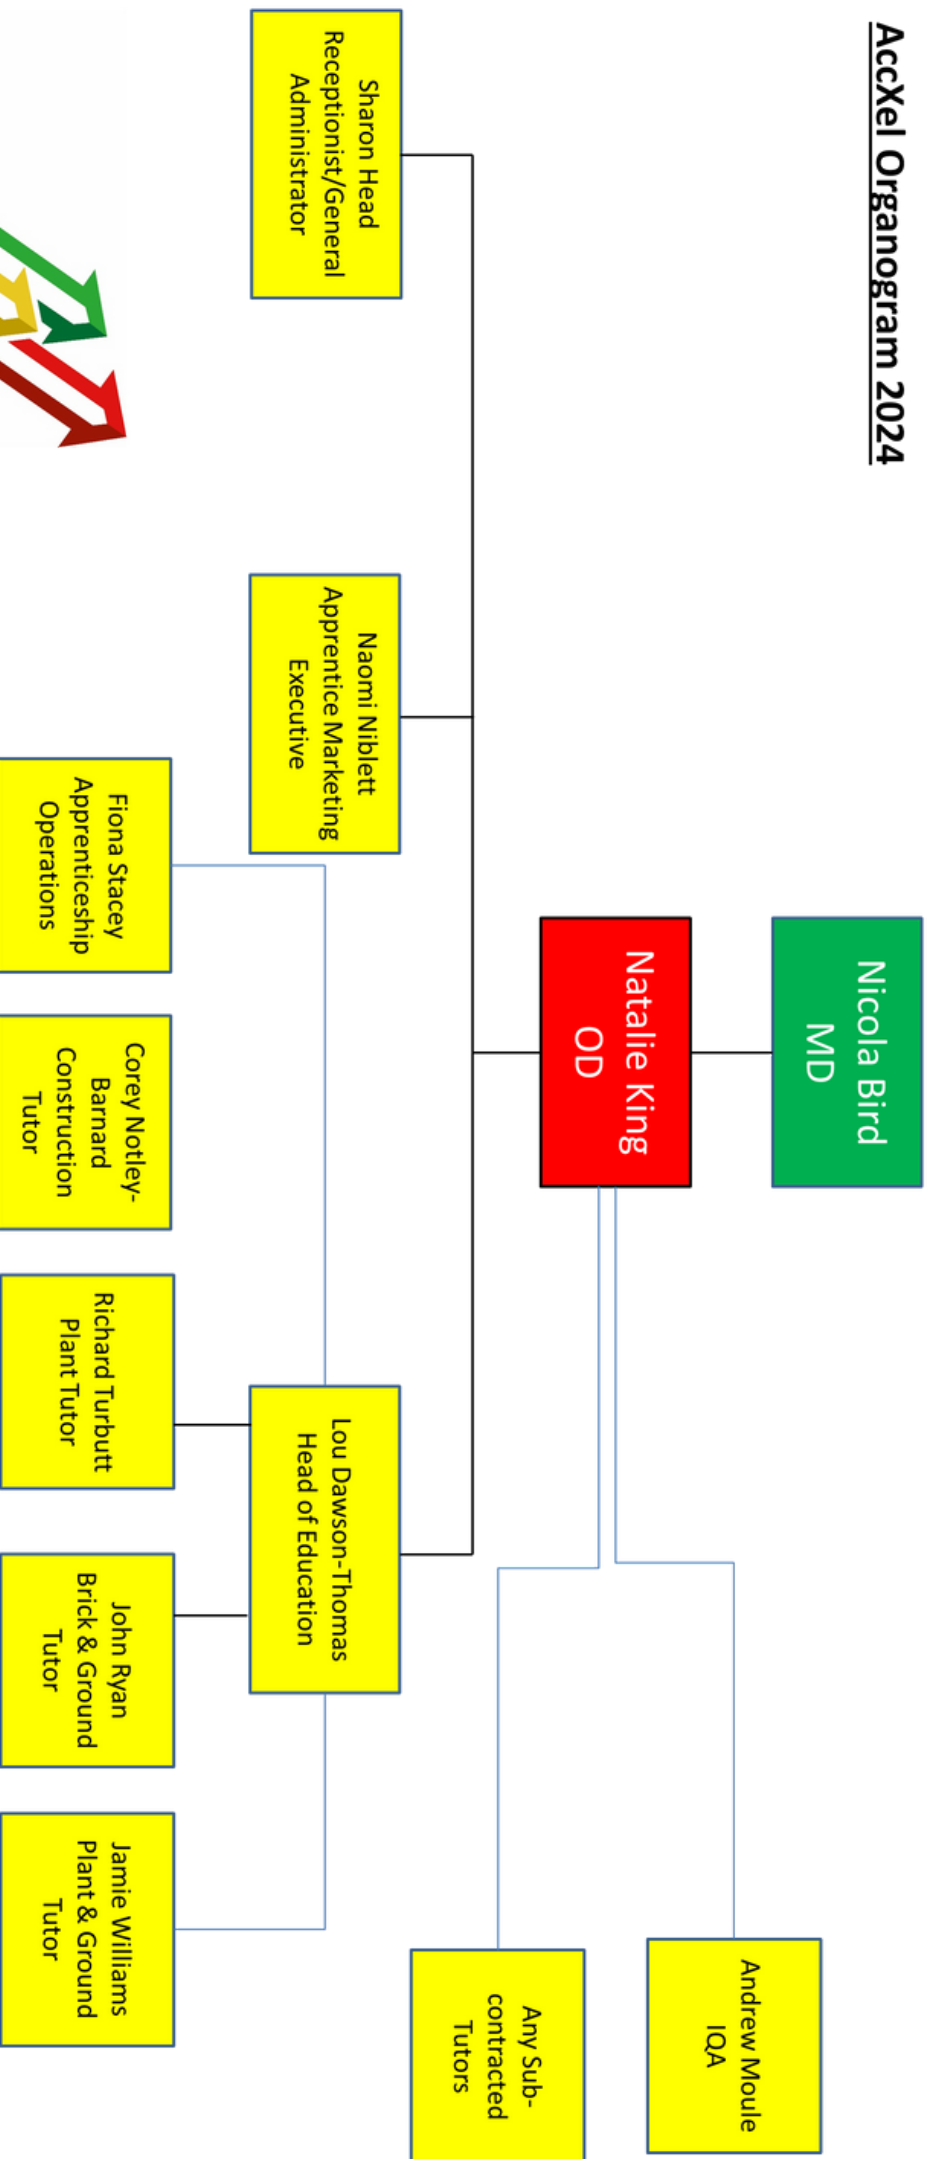 AccXel Organogram 2024
Nicola Bird
MD
Natalie King
OD
Andrew Moule
IQA
Any Sub-
contracted
Tutors
Sharon Head
Receptionist/General
Administrator
Naomi Niblett
Apprentice Marketing
Executive
Lou Dawson-Thomas
Head of Education
Fiona Stacey
Apprenticeship
Operations
Corey Notley-
Barnard
Construction
Tutor
Richard Turbutt
Plant Tutor
John Ryan
Brick & Ground
Tutor
Jamie Williams
Plant & Ground
Tutor